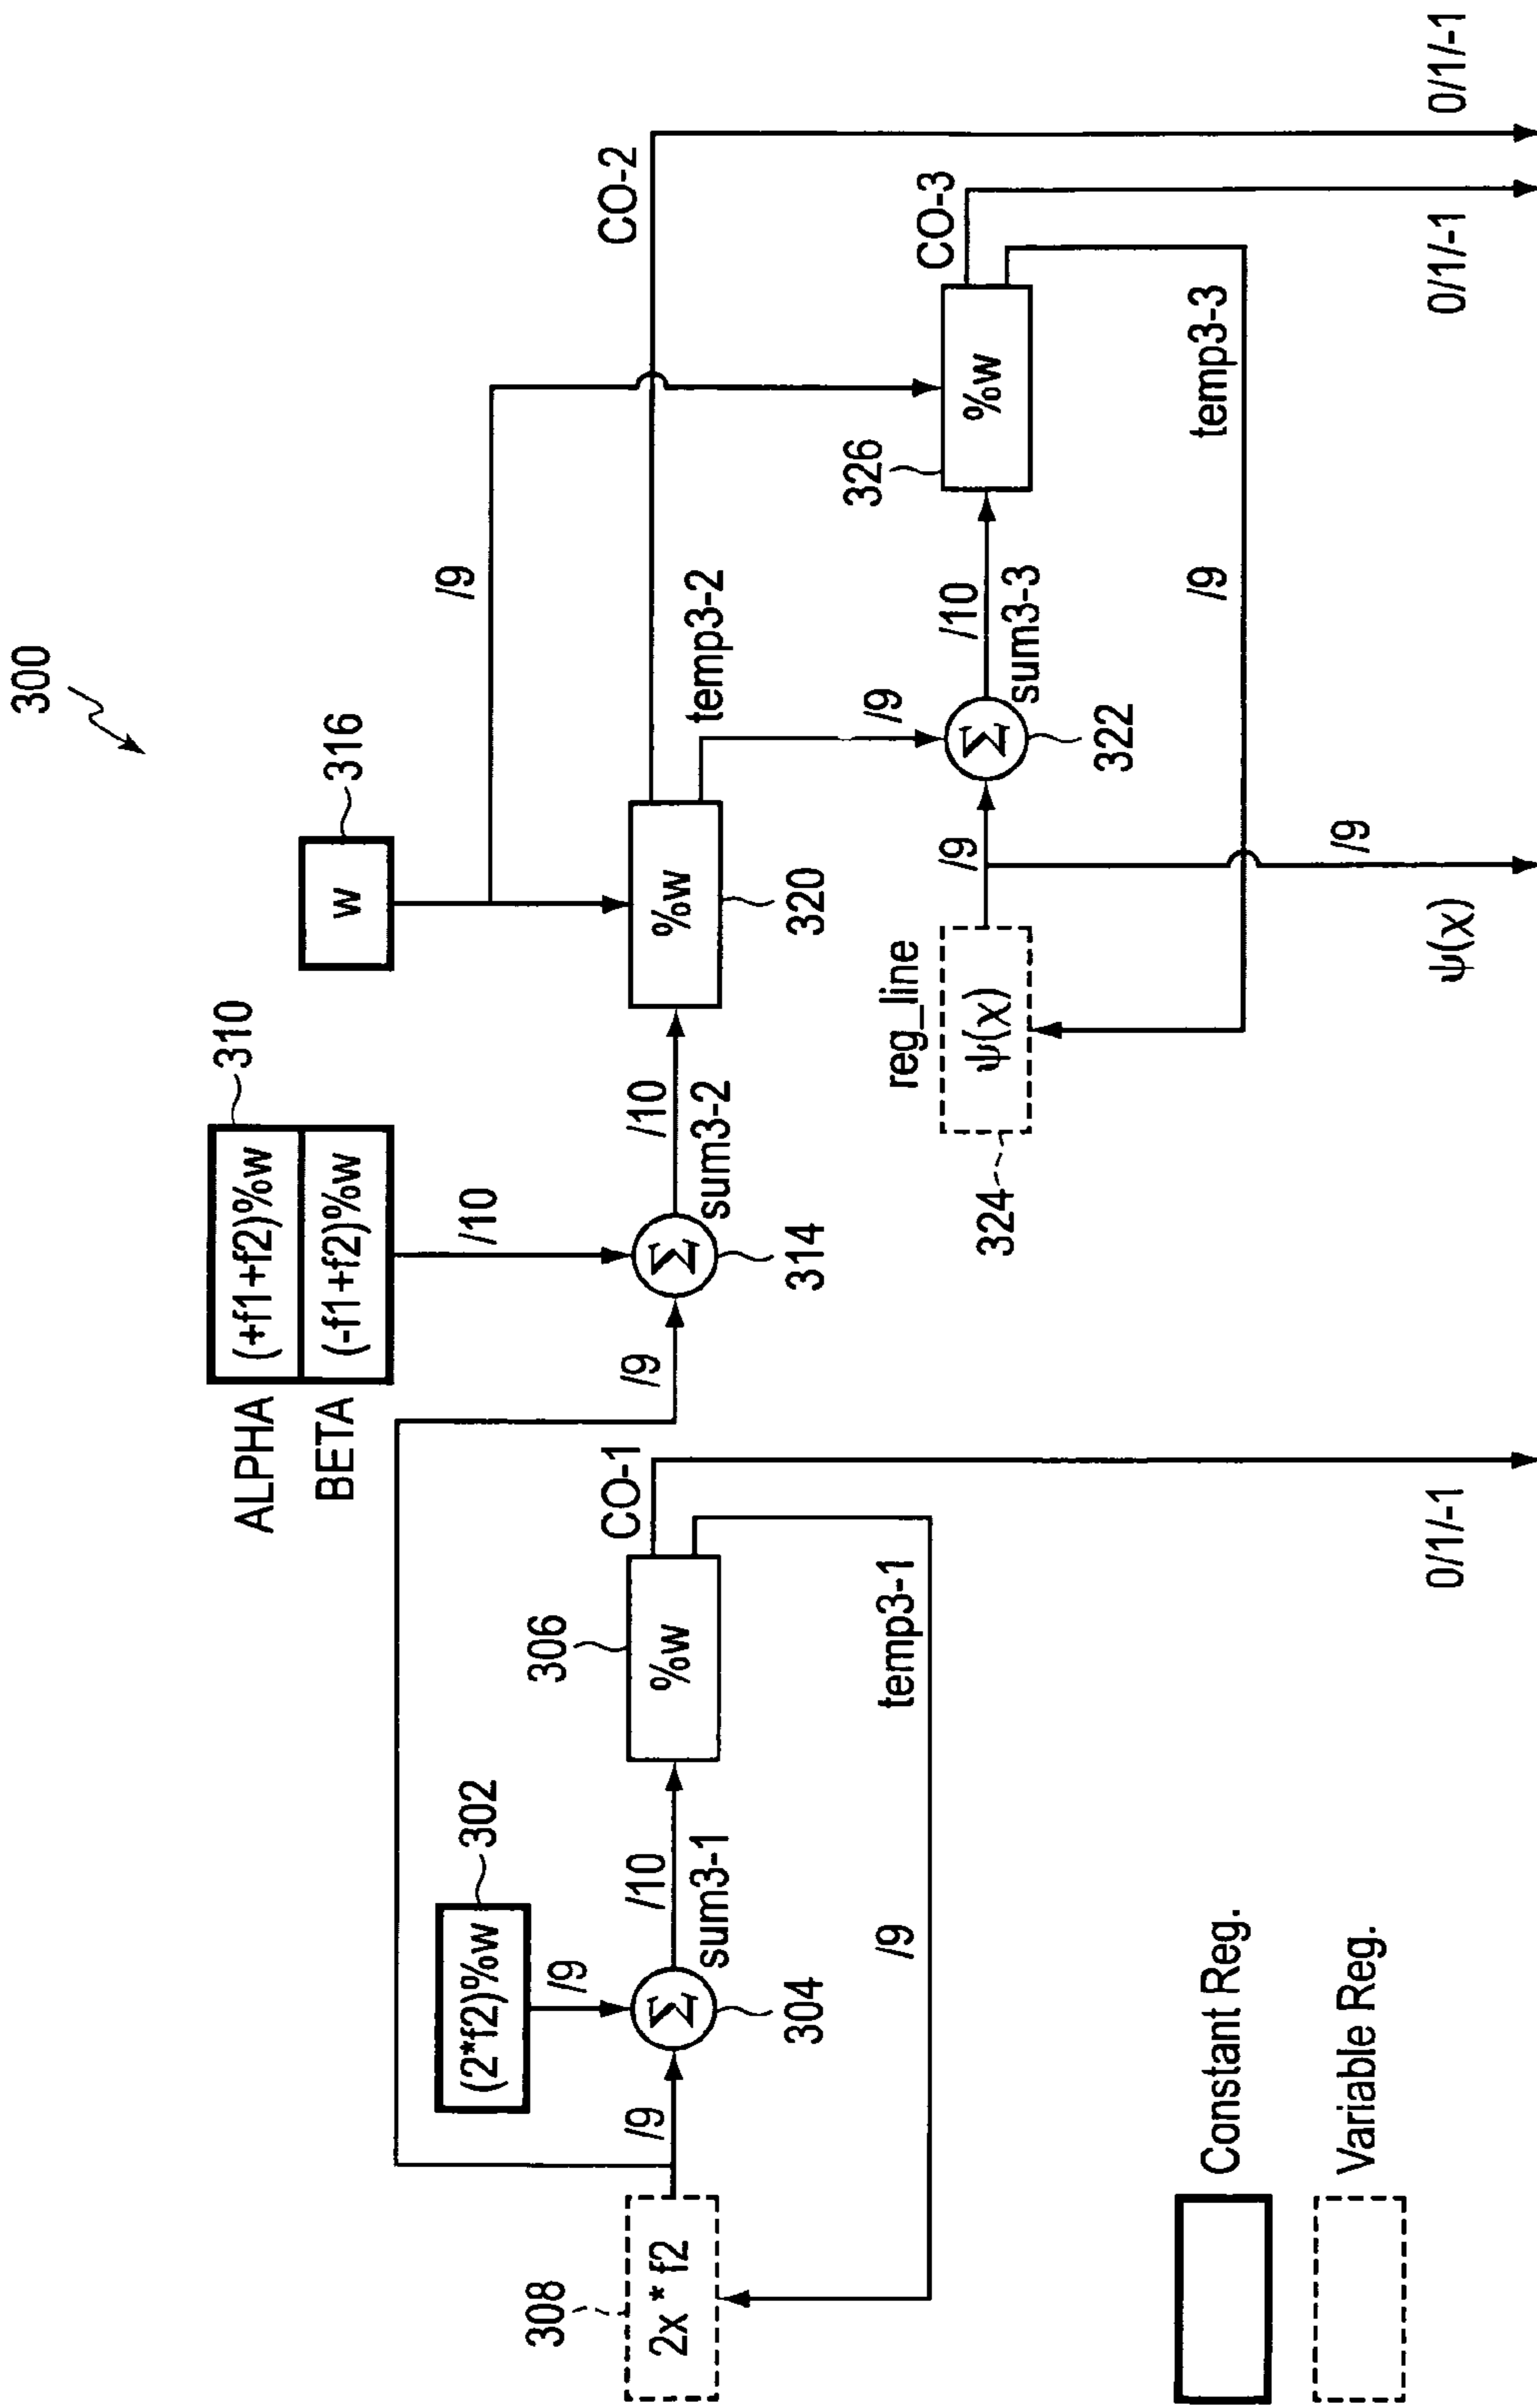 300
316
w
310
ALPHA
(+f1+f2)%w
BETA
(-f1+f2)%w
/10
/9
/9
CO-2
0/1/-1
302
(2*f2)%w
/9
308
2x * f2
/9
304
/10
sum3-1
306
%w
CO-1
temp3-1
/9
0/1/-1
314
/10
sum3-2
%w
320
temp3-2
/9
reg_line
ψ(χ)
324
/9
/9
ψ(χ)
322
/10
sum3-3
326
%w
CO-3
temp3-3
/9
0/1/-1
Σ
Σ
Σ
Constant Reg.
Variable Reg.